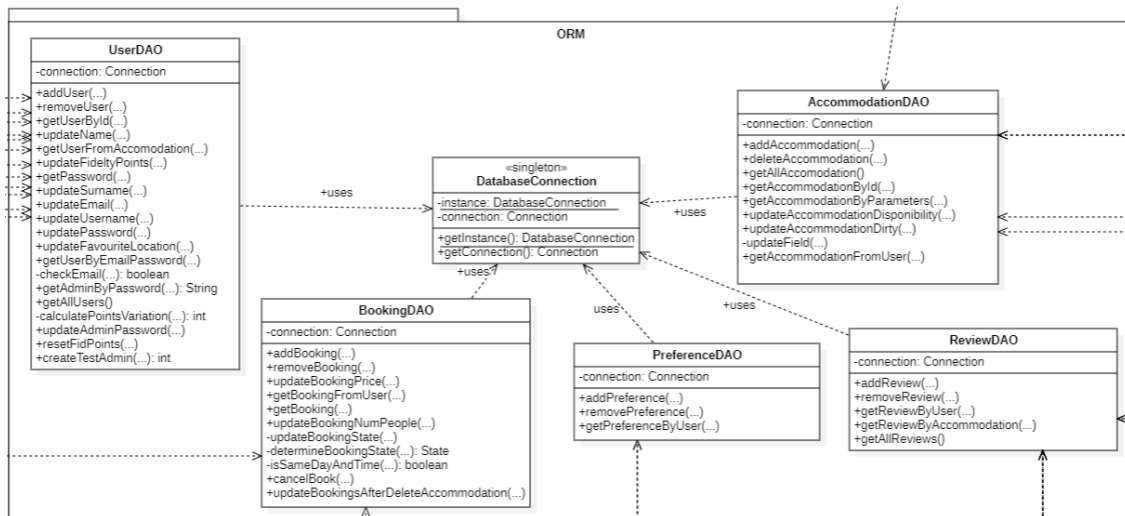 ORM
UserDAO
-connection: Connection
+addUser(...)
+removeUser(...)
+getUserById(...)
+updateName(...)
+getUserFromAccomodation(...)
+updateFideltyPoints(...)
+getPassword(...)
+updateSurname(...)
+updateEmail(...)
+updateUsername(...)
+updatePassword(...)
+updateFavouriteLocation(...)
+getUserByEmailPassword(...)
-checkEmail(...): boolean
+getAdminByPassword(...): String
+getAllUsers()
-calculatePointsVariation(...): int
+updateAdminPassword(...)
+resetFidPoints(...)
+createTestAdmin(...): int
+uses
«singleton»
DatabaseConnection
-instance: DatabaseConnection
-connection: Connection
+getInstance(): DatabaseConnection
+getConnection(): Connection
+uses
AccommodationDAO
-connection: Connection
+addAccommodation(...)
+deleteAccommodation(...)
+getAllAccomodation()
+getAccommodationById(...)
+getAccommodationByParameters(...)
+updateAccommodationDisponibility(...)
+updateAccommodationDirty(...)
-updateField(...)
+getAccommodationFromUser(...)
+uses
BookingDAO
-connection: Connection
+addBooking(...)
+removeBooking(...)
+updateBookingPrice(...)
+getBookingFromUser(...)
+getBooking(...)
+updateBookingNumPeople(...)
-updateBookingState(...)
-determineBookingState(...): State
-isSameDayAndTime(...): boolean
+cancelBook(...)
+updateBookingsAfterDeleteAccommodation(...)
uses
PreferenceDAO
-connection: Connection
+addPreference(...)
+removePreference(...)
+getPreferenceByUser(...)
+uses
ReviewDAO
-connection: Connection
+addReview(...)
+removeReview(...)
+getReviewByUser(...)
+getReviewByAccommodation(...)
+getAllReviews()